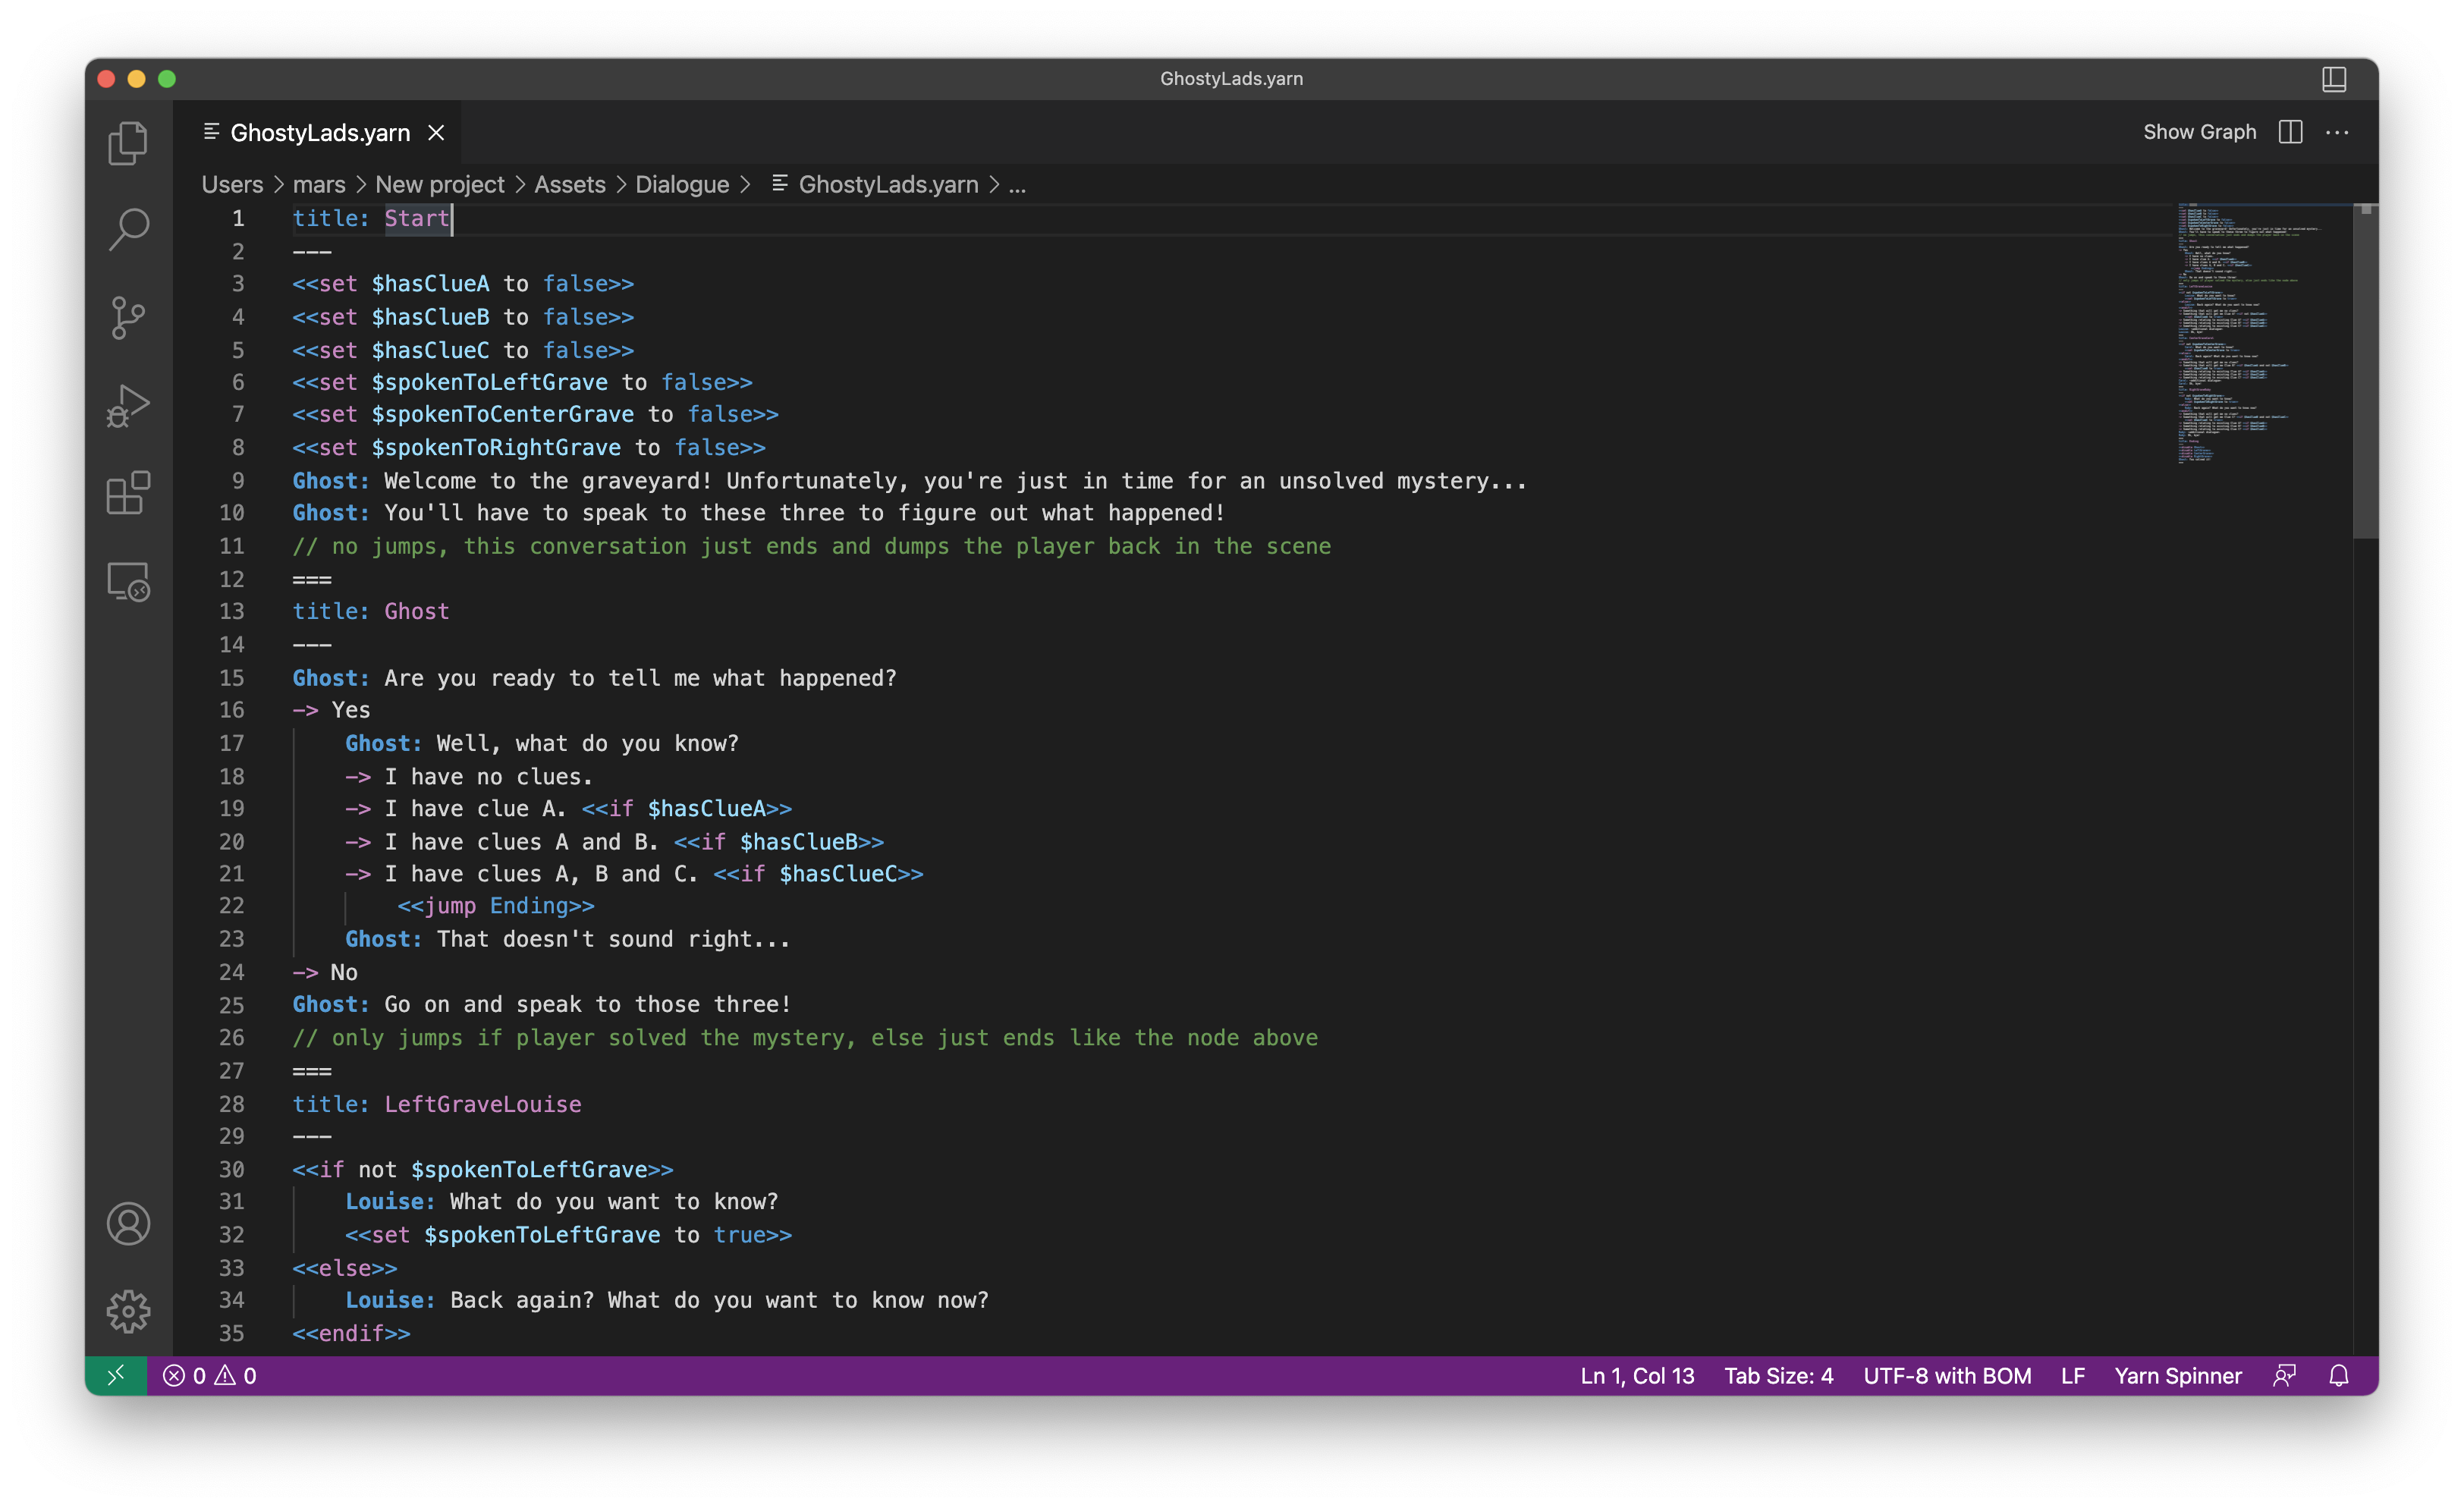 GhostyLads.yarn
GhostyLads.yarn
Show Graph
Users > mars > New project > Assets > Dialogue > GhostyLads.yarn > ...
1 title: Start
2 ---
3 <<set $hasClueA to false>>
4 <<set $hasClueB to false>>
5 <<set $hasClueC to false>>
6 <<set $spokenToLeftGrave to false>>
7 <<set $spokenToCenterGrave to false>>
8 <<set $spokenToRightGrave to false>>
9 Ghost: Welcome to the graveyard! Unfortunately, you're just in time for an unsolved mystery...
10 Ghost: You'll have to speak to these three to figure out what happened!
11 // no jumps, this conversation just ends and dumps the player back in the scene
12 ===
13 title: Ghost
14 ---
15 Ghost: Are you ready to tell me what happened?
16 -> Yes
17     Ghost: Well, what do you know?
18     -> I have no clues.
19     -> I have clue A. <<if $hasClueA>>
20     -> I have clues A and B. <<if $hasClueB>>
21     -> I have clues A, B and C. <<if $hasClueC>>
22         <<jump Ending>>
23     Ghost: That doesn't sound right...
24 -> No
25 Ghost: Go on and speak to those three!
26 // only jumps if player solved the mystery, else just ends like the node above
27 ===
28 title: LeftGraveLouise
29 ---
30 <<if not $spokenToLeftGrave>>
31     Louise: What do you want to know?
32     <<set $spokenToLeftGrave to true>>
33 <<else>>
34     Louise: Back again? What do you want to know now?
35 <<endif>>
0 0
Ln 1, Col 13 Tab Size: 4 UTF-8 with BOM LF Yarn Spinner